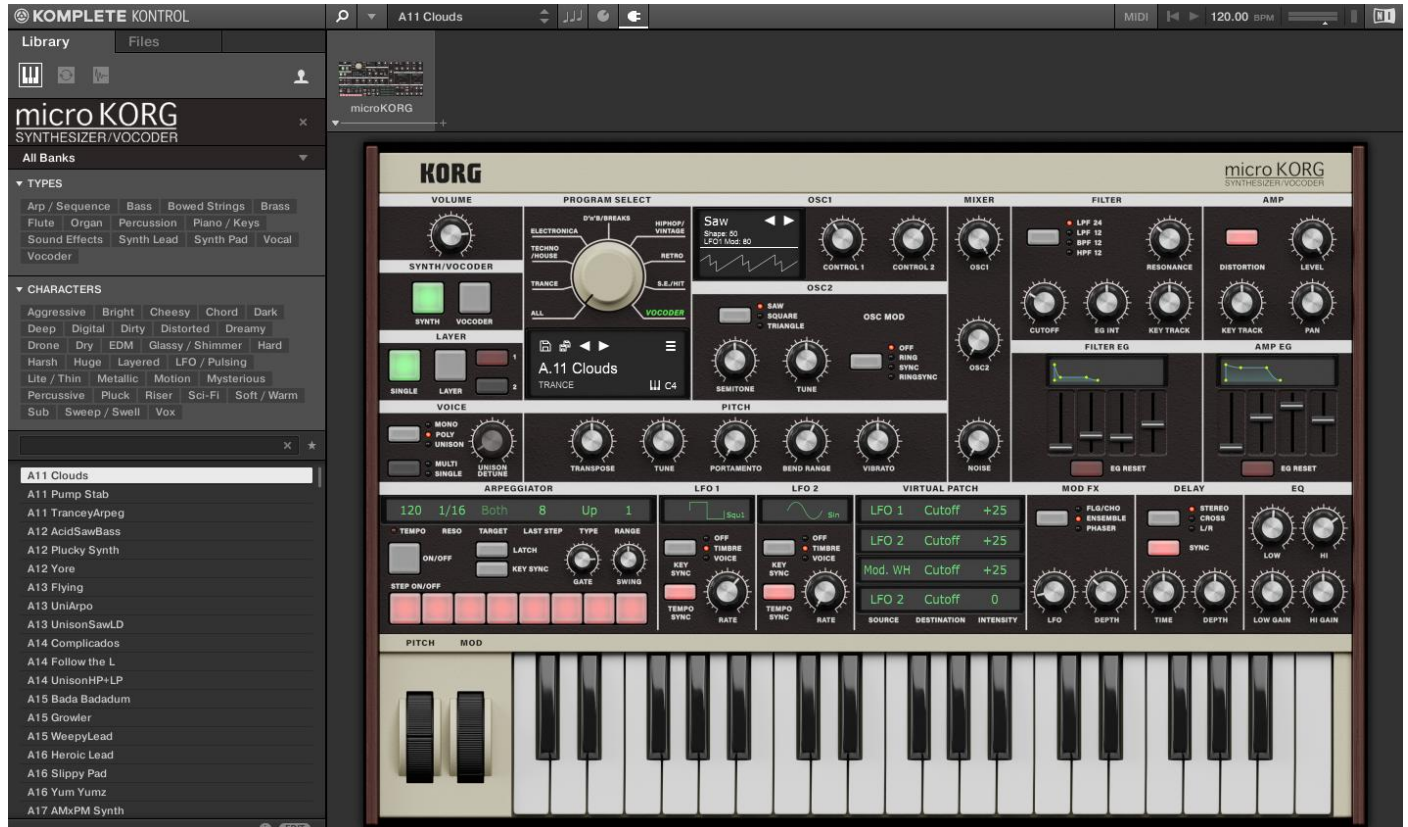 KOMPLETE KONTROL
A11 Clouds
MIDI
120.00 BPM
Library Files
micro KORG
SYNTHESIZER/VOCODER
All Banks
TYPES
Arp / Sequence Bass Bowed Strings Brass
Flute Organ Percussion Piano / Keys
Sound Effects Synth Lead Synth Pad Vocal
Vocoder
CHARACTERS
Aggressive Bright Cheesy Chord Dark
Deep Digital Dirty Distorted Dreamy
Drone Dry EDM Glassy / Shimmer Hard
Harsh Huge Layered LFO / Pulsing
Lite / Thin Metallic Motion Mysterious
Percussive Pluck Riser Sci-Fi Soft / Warm
Sub Sweep / Swell Vox
A11 Clouds
A11 Pump Stab
A11 TranceyArpeg
A12 AcidSawBass
A12 Plucky Synth
A12 Yore
A13 Flying
A13 UniArpo
A13 UnisonSawLD
A14 Complicados
A14 Follow the L
A14 UnisonHP+LP
A15 Bada Badadum
A15 Growler
A15 WeepyLead
A16 Heroic Lead
A16 Slippy Pad
A16 Yum Yumz
A17 AMxPM Synth
microKORG
KORG
micro KORG
SYNTHESIZER/VOCODER
VOLUME
SYNTH/VOCODER
SYNTH VOCODER
LAYER
1
2
SINGLE LAYER
VOICE
MONO
POLY
UNISON
MULTI
SINGLE
UNISON
DETUNE
PROGRAM SELECT
D'n'B/BREAKS
ELECTRONICA
HIPHOP/
VINTAGE
TECHNO
/HOUSE
RETRO
TRANCE
S.E./HIT
ALL
VOCODER
A.11 Clouds
TRANCE
C4
OSC1
Saw
Shape: 50
LFO1 Mod: 80
CONTROL 1 CONTROL 2
OSC2
SAW
SQUARE
TRIANGLE
OSC MOD
OFF
RING
SYNC
RINGSYNC
SEMITONE TUNE
MIXER
OSC1
OSC2
NOISE
PITCH
TRANSPOSE TUNE PORTAMENTO BEND RANGE VIBRATO
FILTER
LPF 24
LPF 12
BPF 12
HPF 12
RESONANCE
CUTOFF EG INT KEY TRACK
AMP
DISTORTION LEVEL
KEY TRACK PAN
FILTER EG
EG RESET
AMP EG
EG RESET
ARPEGGIATOR
120 1/16 Both 8 Up 1
TEMPO RESO TARGET LAST STEP TYPE RANGE
ON/OFF
LATCH
KEY SYNC
GATE SWING
STEP ON/OFF
LFO 1
Squ1
OFF
TIMBRE
VOICE
KEY
SYNC
TEMPO
SYNC
RATE
LFO 2
Sin
OFF
TIMBRE
VOICE
KEY
SYNC
TEMPO
SYNC
RATE
VIRTUAL PATCH
LFO 1 Cutoff +25
LFO 2 Cutoff +25
Mod. WH Cutoff +25
LFO 2 Cutoff 0
SOURCE DESTINATION INTENSITY
MOD FX
FLG/CHO
ENSEMBLE
PHASER
LFO DEPTH
DELAY
STEREO
CROSS
L/R
SYNC
TIME DEPTH
EQ
LOW HI
LOW GAIN HI GAIN
PITCH MOD